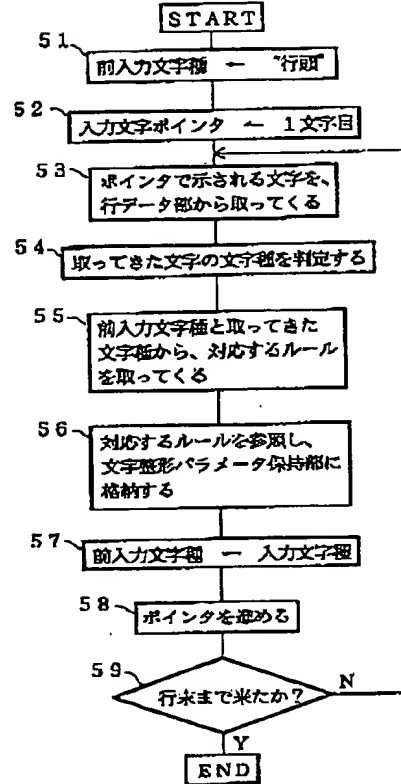 START
51
前入力文字種 ← "行頭"
52
入力文字ポインタ ← 1文字目
53
ポインタで示される文字を、
行データ部から取ってくる
54
取ってきた文字の文字種を判定する
55
前入力文字種と取ってきた
文字種から、対応するルール
を取ってくる
56
対応するルールを参照し、
文字整形パラメータ保持部に
格納する
57
前入力文字種 ← 入力文字種
58
ポインタを進める
59
行末まで来たか?
N
Y
END